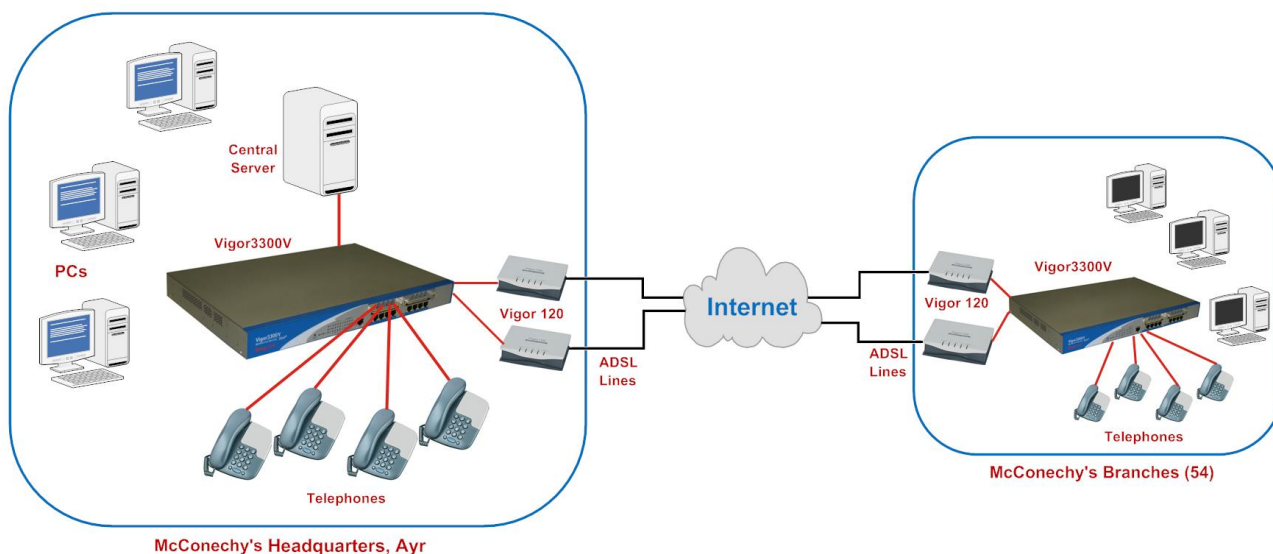 Central
Server
Vigor3300V
PCs
Vigor 120
ADSL
Lines
Telephones
McConechy's Headquarters, Ayr
Internet
Vigor 120
Vigor3300V
ADSL
Lines
Telephones
McConechy's Branches (54)
Vigor3300V